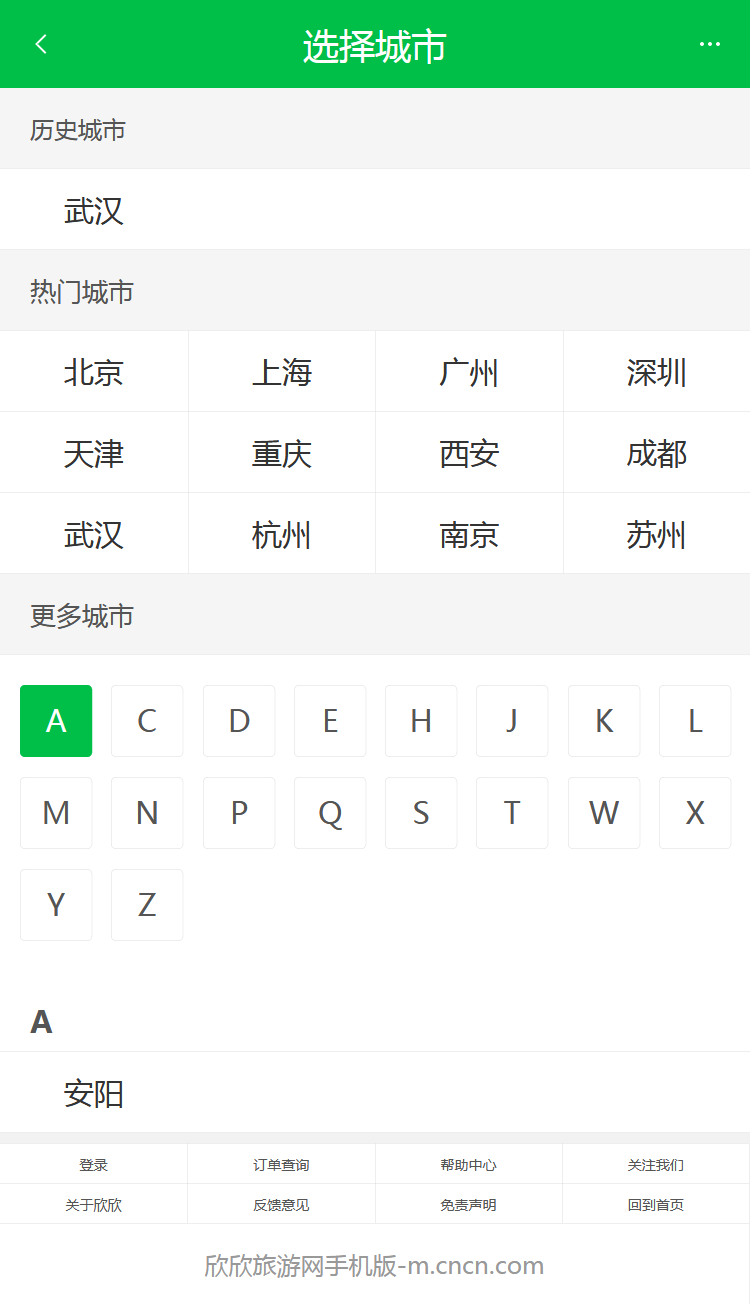 选择城市
历史城市
武汉
热门城市
北京 上海 广州 深圳
天津 重庆 西安 成都
武汉 杭州 南京 苏州
更多城市
A C D E H J K L
M N P Q S T W X
Y Z
A
安阳
登录 订单查询 帮助中心 关注我们
关于欣欣 反馈意见 免责声明 回到首页
欣欣旅游网手机版-m.cncn.com